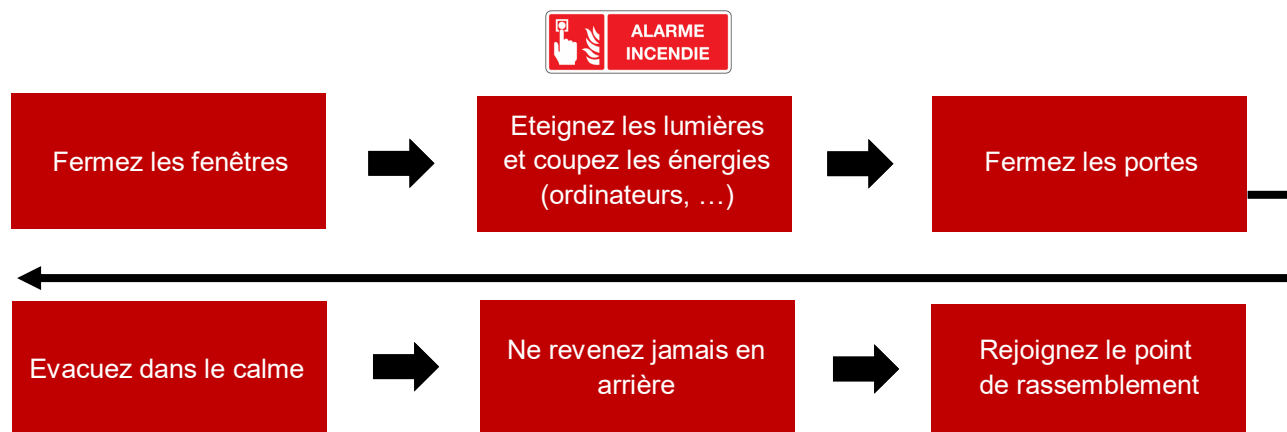 ALARME
INCENDIE
Fermez les fenêtres
Eteignez les lumières
et coupez les énergies
(ordinateurs, …)
Fermez les portes
Evacuez dans le calme
Ne revenez jamais en
arrière
Rejoignez le point
de rassemblement